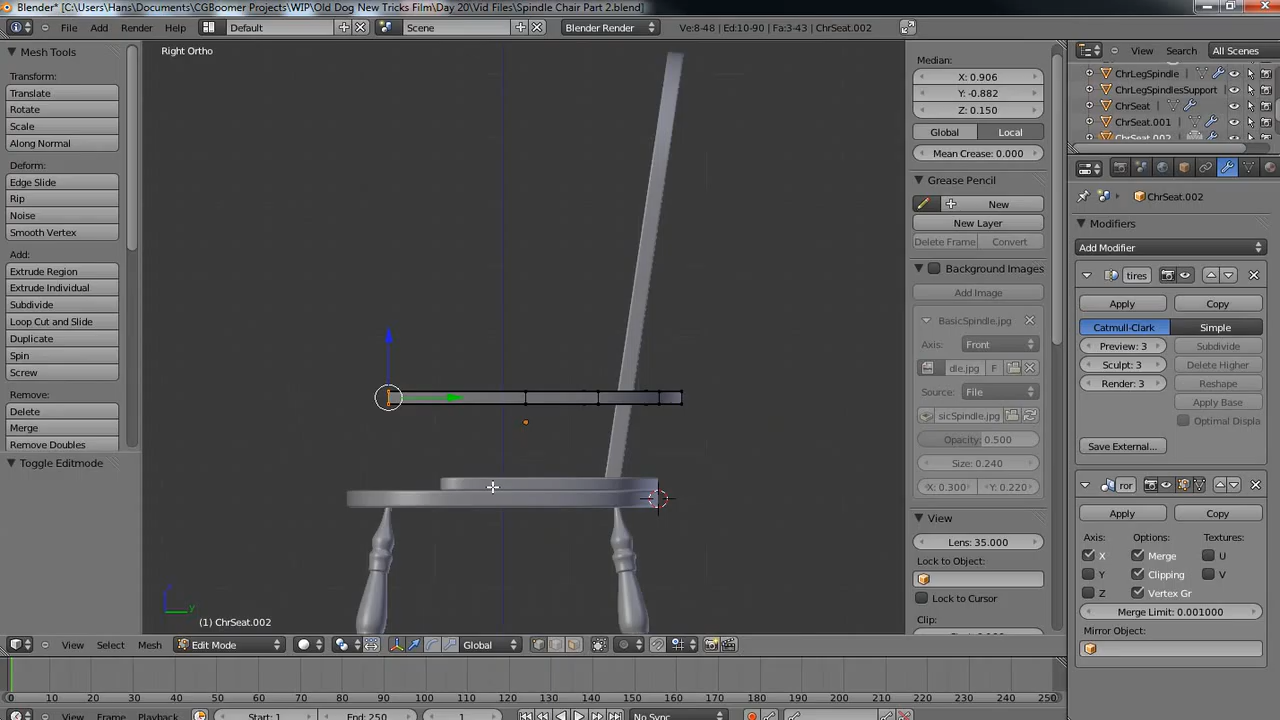 Blender* [C:\Users\Hans\Documents\CGBoomer Projects\WIP\Old Dog New Tricks Film\Day 20\Vid Files\Spindle Chair Part 2.blend]
File Add Render Help Default Scene Blender Render Ve:8-48 | Ed:10-90 | Fa:3-43 | ChrSeat.002
View Search All Scenes
Mesh Tools
Transform:
Translate
Rotate
Scale
Along Normal
Deform:
Edge Slide
Rip
Noise
Smooth Vertex
Add:
Extrude Region
Extrude Individual
Subdivide
Loop Cut and Slide
Duplicate
Spin
Screw
Remove:
Delete
Merge
Remove Doubles
Toggle Editmode
Right Ortho
y
(1) ChrSeat.002
Median:
X: 0.906
Y: -0.882
Z: 0.150
Global Local
Mean Crease: 0.000
Grease Pencil
New
New Layer
Delete Frame Convert
Background Images
Add Image
BasicSpindle.jpg
Axis: Front
dle.jpg F
Source: File
sicSpindle.jpg
Opacity: 0.500
Size: 0.240
X: 0.300 Y: 0.220
View
Lens: 35.000
Lock to Object:
Lock to Cursor
Clip:
ChrLegSpindle
ChrLegSpindlesSupport
ChrSeat
ChrSeat.001
ChrSeat.002
ChrSeat.002
Modifiers
Add Modifier
tires
Apply Copy
Catmull-Clark Simple
Preview: 3 Subdivide
Sculpt: 3 Delete Higher
Render: 3 Reshape
Apply Base
Optimal Displa
Save External...
ror
Apply Copy
Axis: Options: Textures:
X Merge U
Y Clipping V
Z Vertex Gr
Merge Limit: 0.001000
Mirror Object:
View Select Mesh Edit Mode Global
0 10 20 30 40 50 60 70 80 90 100 110 120 130 140 150 160 170 180 190 200 210 220 230 240 250
View Frame Playback Start: 1 End: 250 1 No Sync